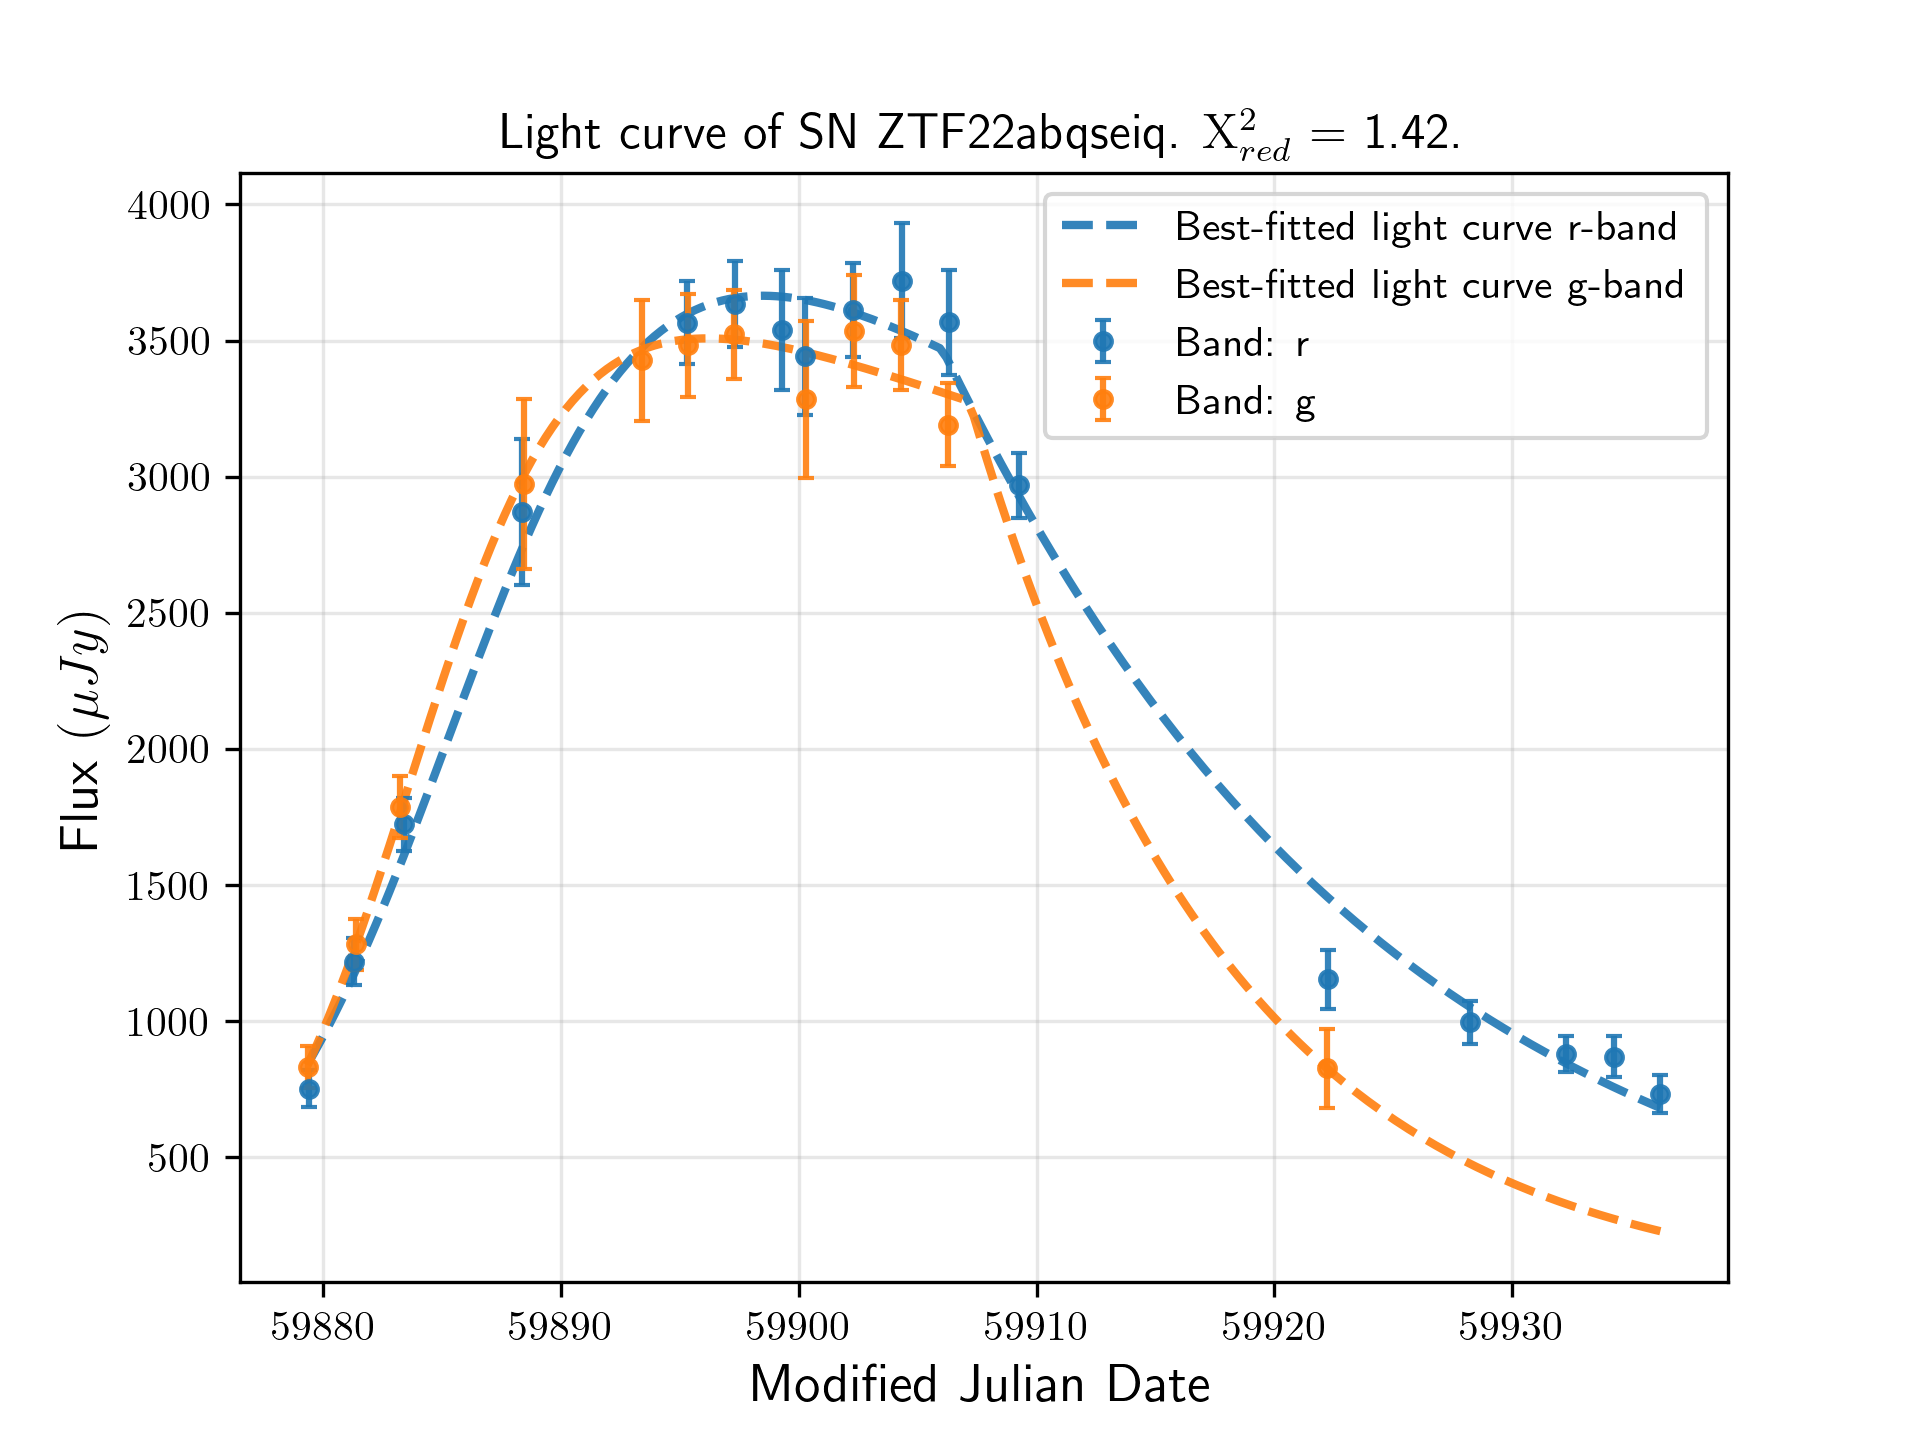 Light curve of SN ZTF22abqseiq. X²_red = 1.42.
Best-fitted light curve r-band
Best-fitted light curve g-band
Band: r
Band: g
Flux (μJy)
4000
3500
3000
2500
2000
1500
1000
500
59880 59890 59900 59910 59920 59930
Modified Julian Date